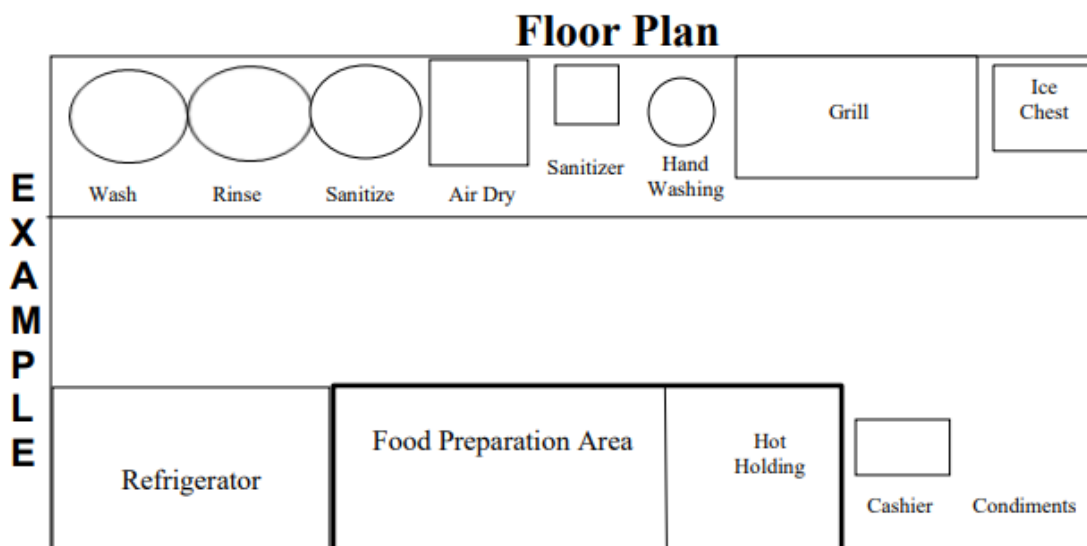 Floor Plan
EXAMPLE
Ice
Chest
Grill
Sanitizer
Hand
Washing
Wash
Rinse
Sanitize
Air Dry
Food Preparation Area
Hot
Holding
Refrigerator
Cashier
Condiments